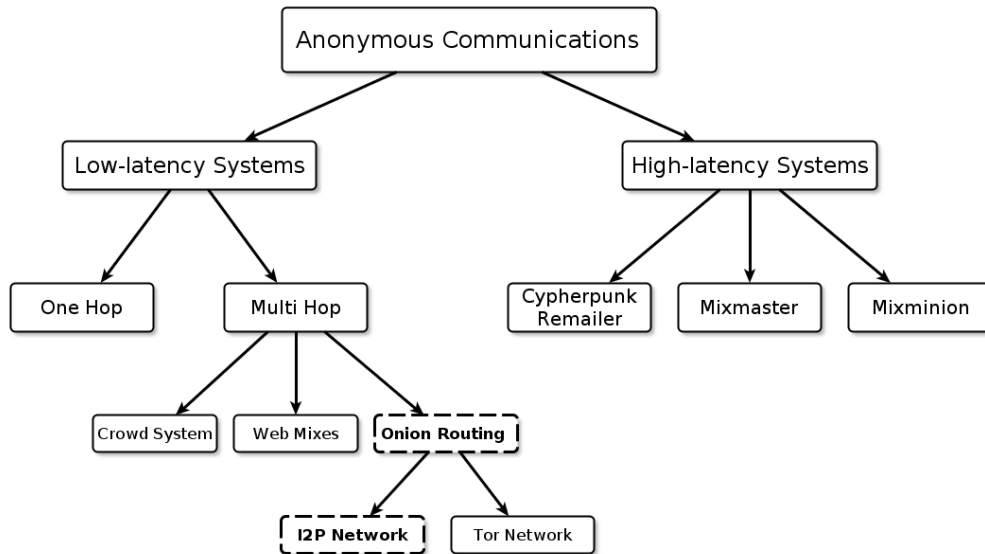 Anonymous Communications
Low-latency Systems
High-latency Systems
One Hop
Multi Hop
Cypherpunk
Remailer
Mixmaster
Mixminion
Crowd System
Web Mixes
Onion Routing
I2P Network
Tor Network